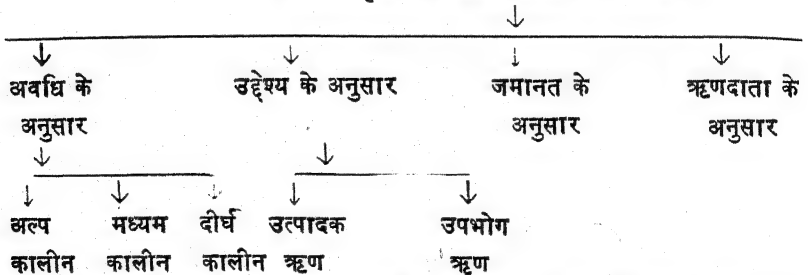 अवधि के उद्देश्य के अनुसार जमानत के ऋणदाता के
अनुसार अनुसार अनुसार
अल्प मध्यम दीर्घ उत्पादक उपभोग
कालीन कालीन कालीन ऋण ऋण